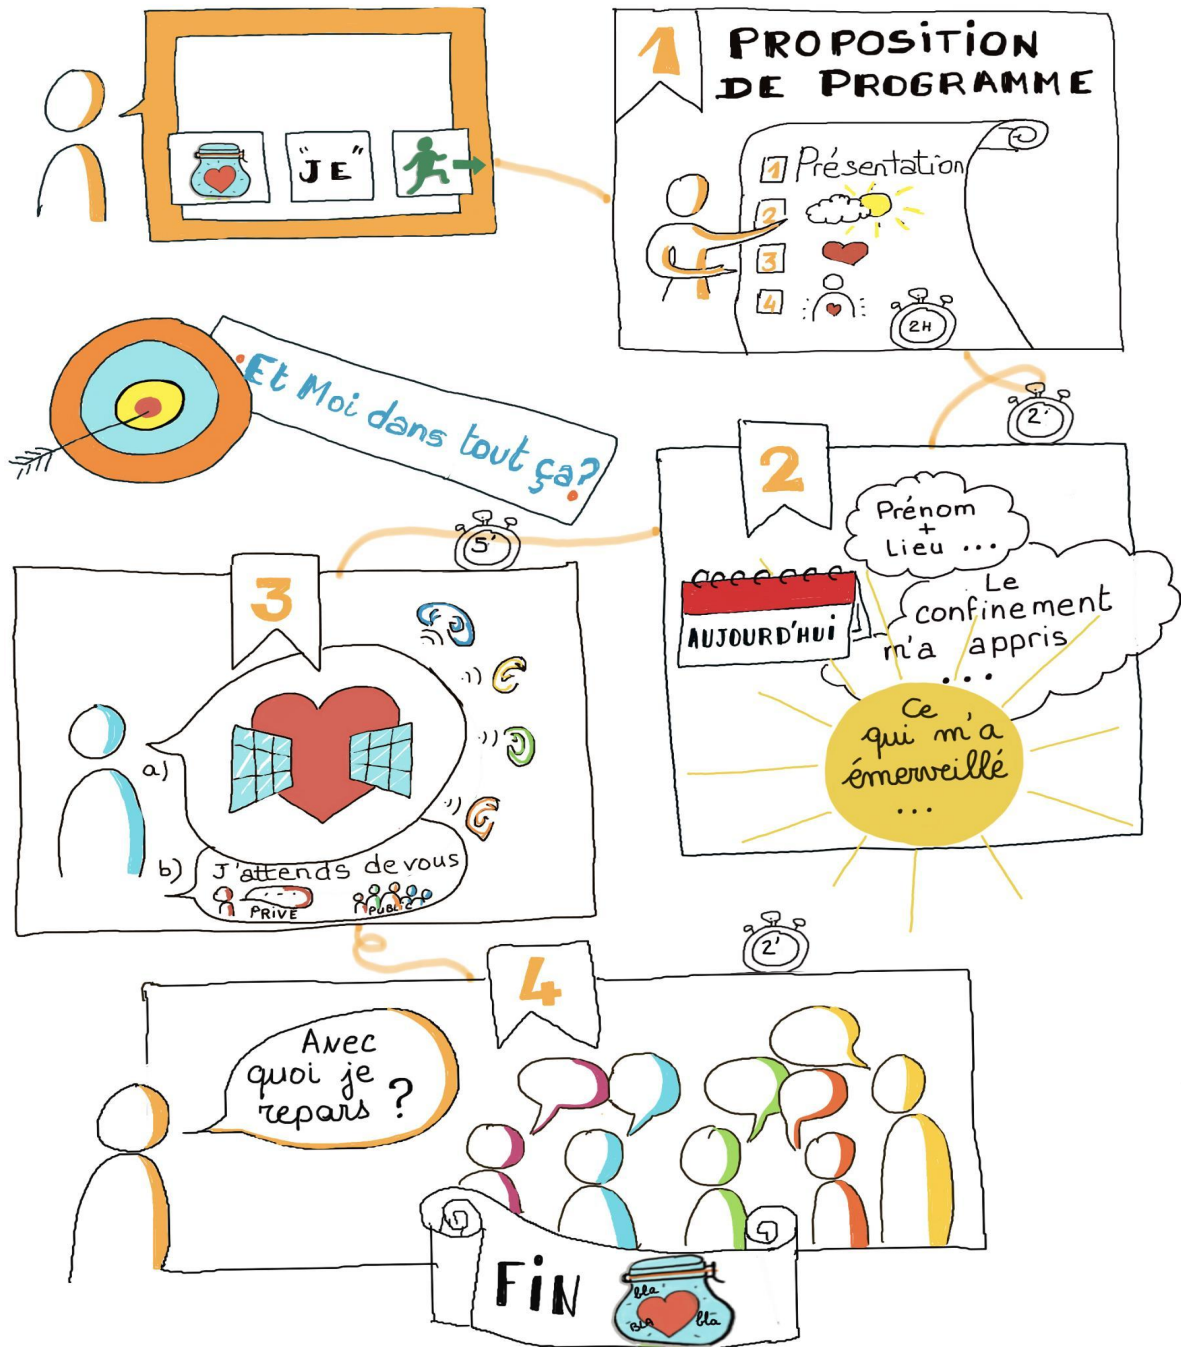 "JE"
1
PROPOSITION
DE PROGRAMME
1 Présentation
2
3
4
2H
Et Moi dans tout ça?
2'
2
Prénom
+
Lieu ...
AUJOURD'HUI
Le
confinement
m'a appris
...
Ce
qui m'a
émerveillé
...
5'
3
a)
b) J'attends de vous
PRIVÉ
PUBLIC
2'
4
Avec
quoi je
repars ?
FiN
bla
BLA
bla